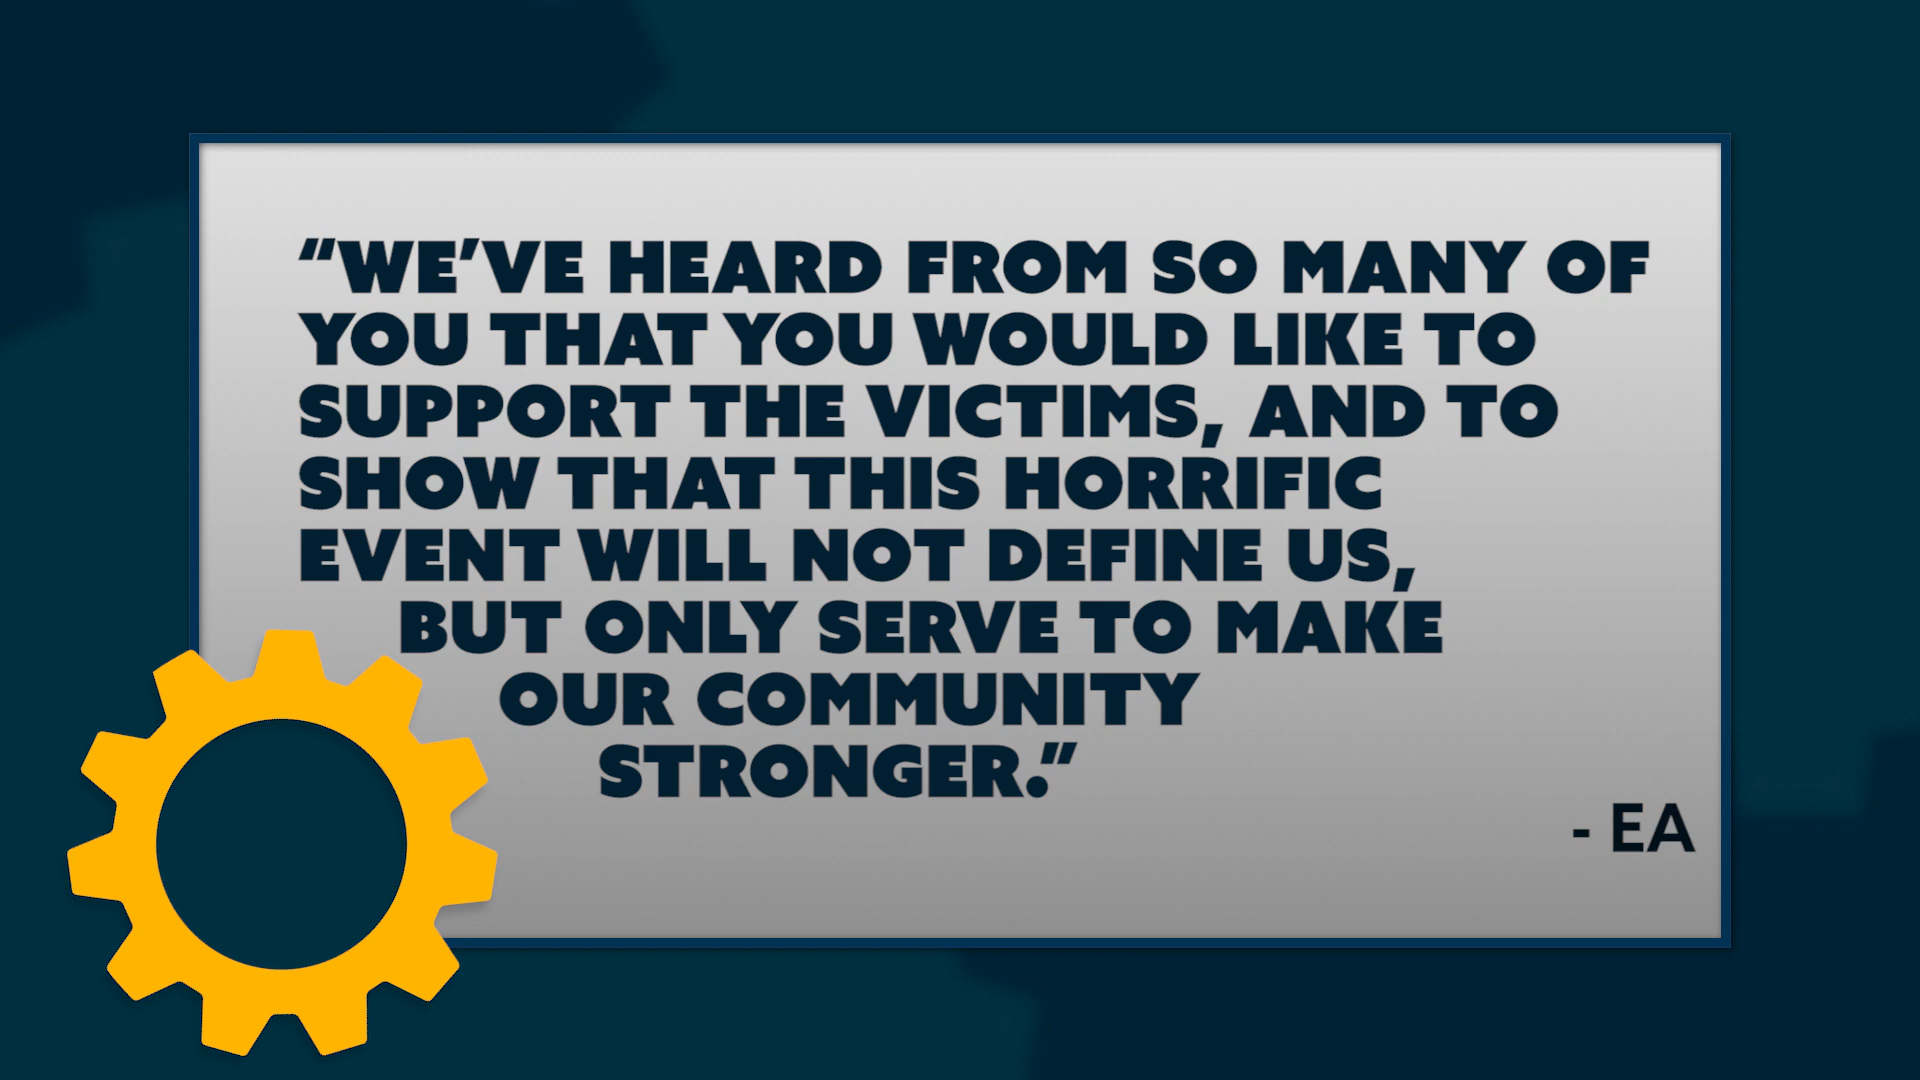 “WE’VE HEARD FROM SO MANY OF
YOU THAT YOU WOULD LIKE TO
SUPPORT THE VICTIMS, AND TO
SHOW THAT THIS HORRIFIC
EVENT WILL NOT DEFINE US,
BUT ONLY SERVE TO MAKE
OUR COMMUNITY
STRONGER.”
- EA